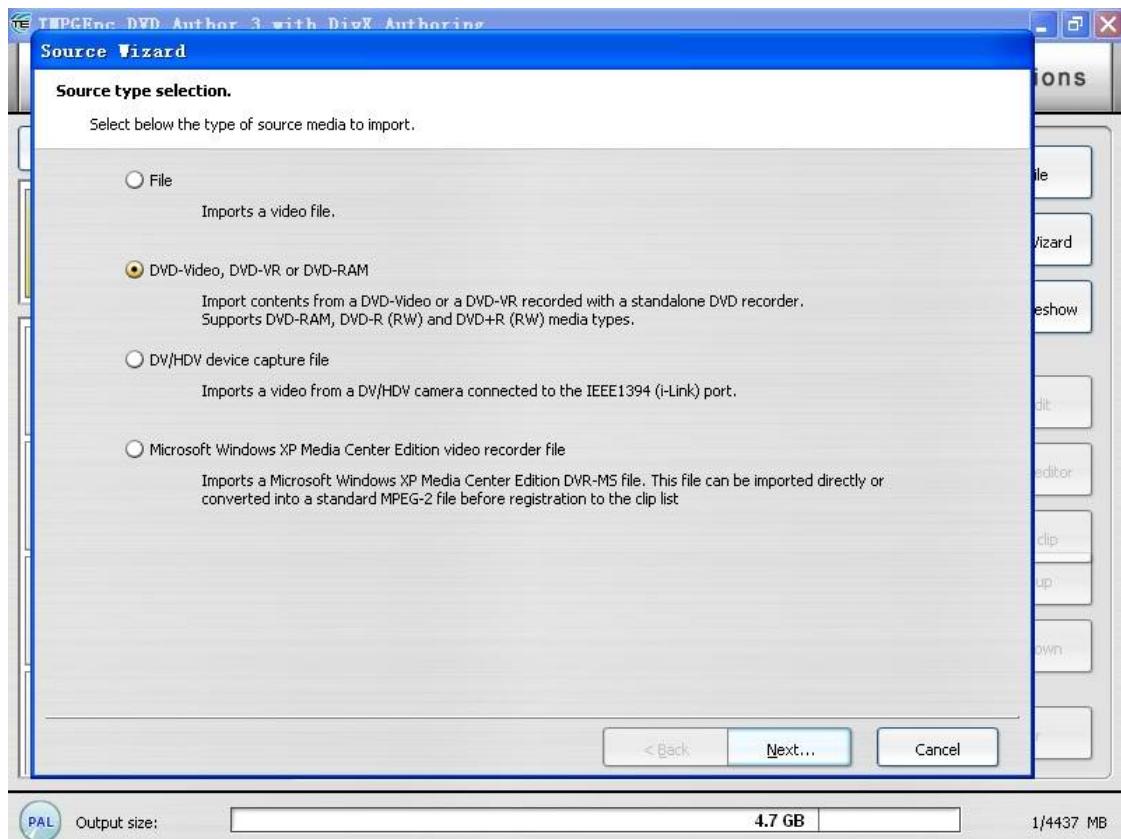 TMPGEnc DVD Author 3 with DivX Authoring
Source Wizard
ions
Source type selection.
Select below the type of source media to import.
File
Imports a video file.
DVD-Video, DVD-VR or DVD-RAM
Import contents from a DVD-Video or a DVD-VR recorded with a standalone DVD recorder.
Supports DVD-RAM, DVD-R (RW) and DVD+R (RW) media types.
DV/HDV device capture file
Imports a video from a DV/HDV camera connected to the IEEE1394 (i-Link) port.
Microsoft Windows XP Media Center Edition video recorder file
Imports a Microsoft Windows XP Media Center Edition DVR-MS file. This file can be imported directly or
converted into a standard MPEG-2 file before registration to the clip list
ile
Wizard
eshow
dit
editor
clip
up
own
r
< Back
Next...
Cancel
PAL
Output size:
4.7 GB
1/4437 MB